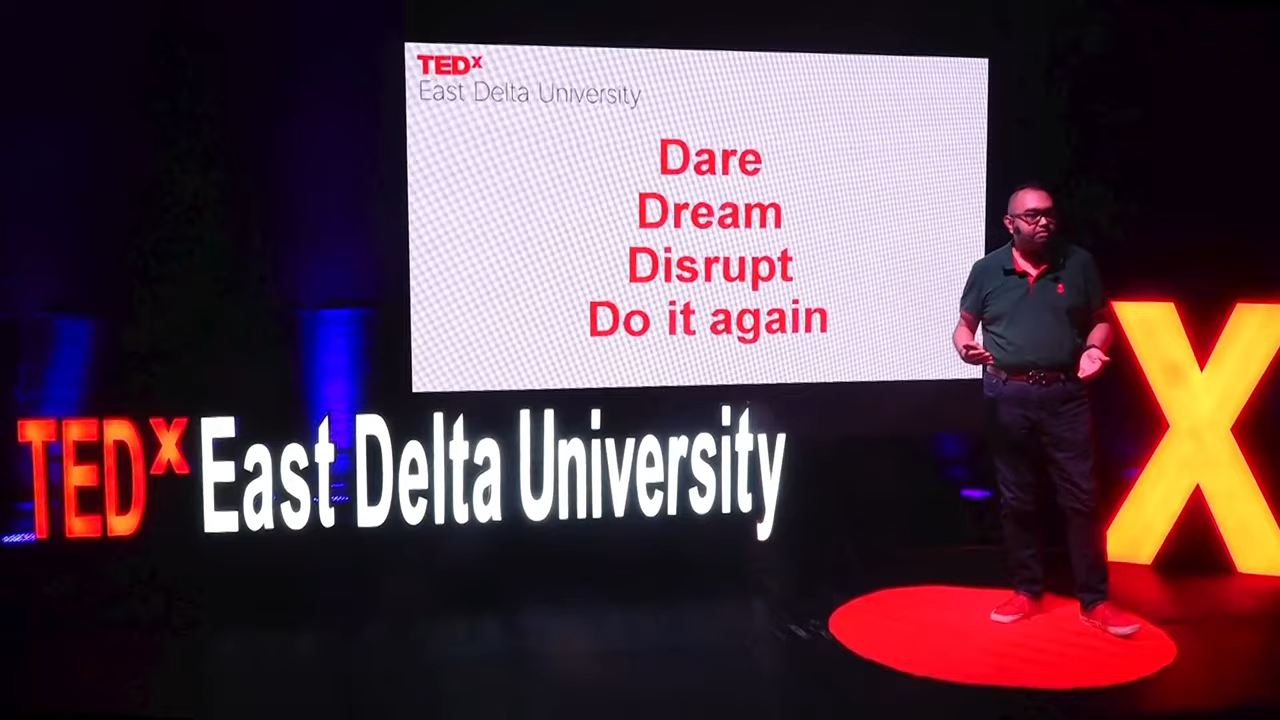 TEDx
East Delta University
Dare
Dream
Disrupt
Do it again
TEDx East Delta University
X